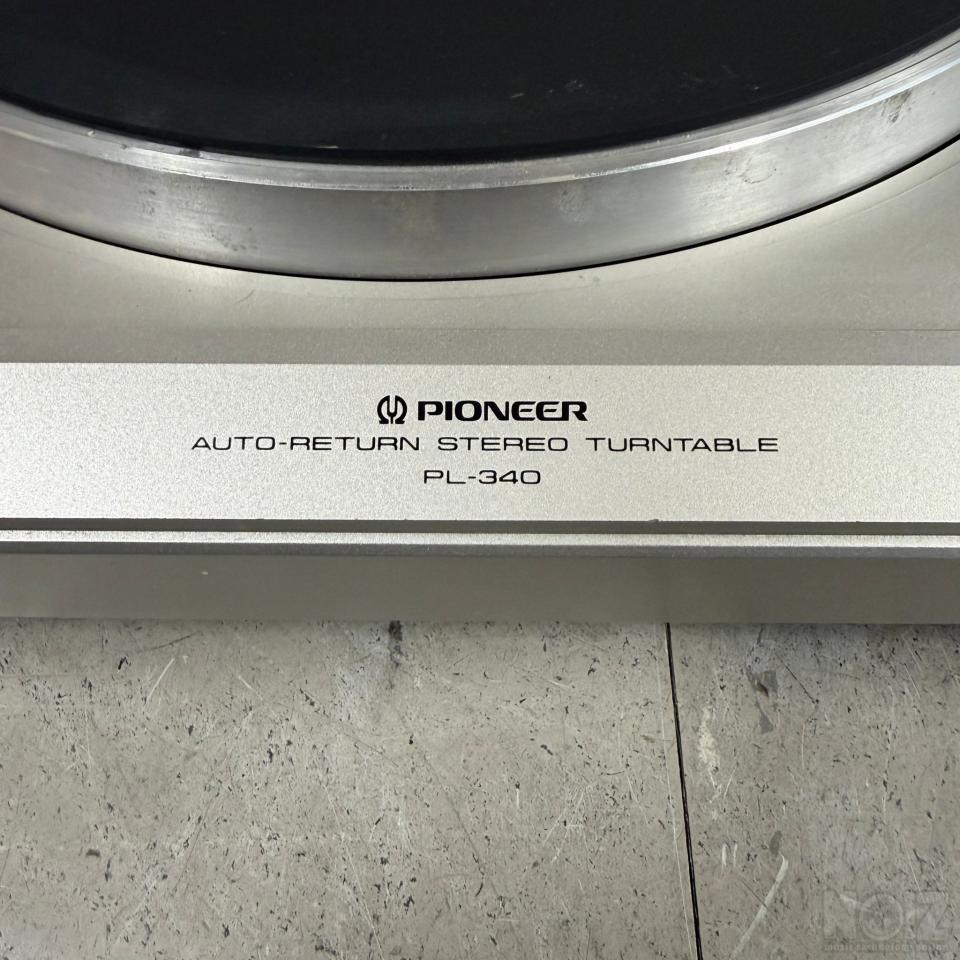 PIONEER
AUTO-RETURN STEREO TURNTABLE
PL-340